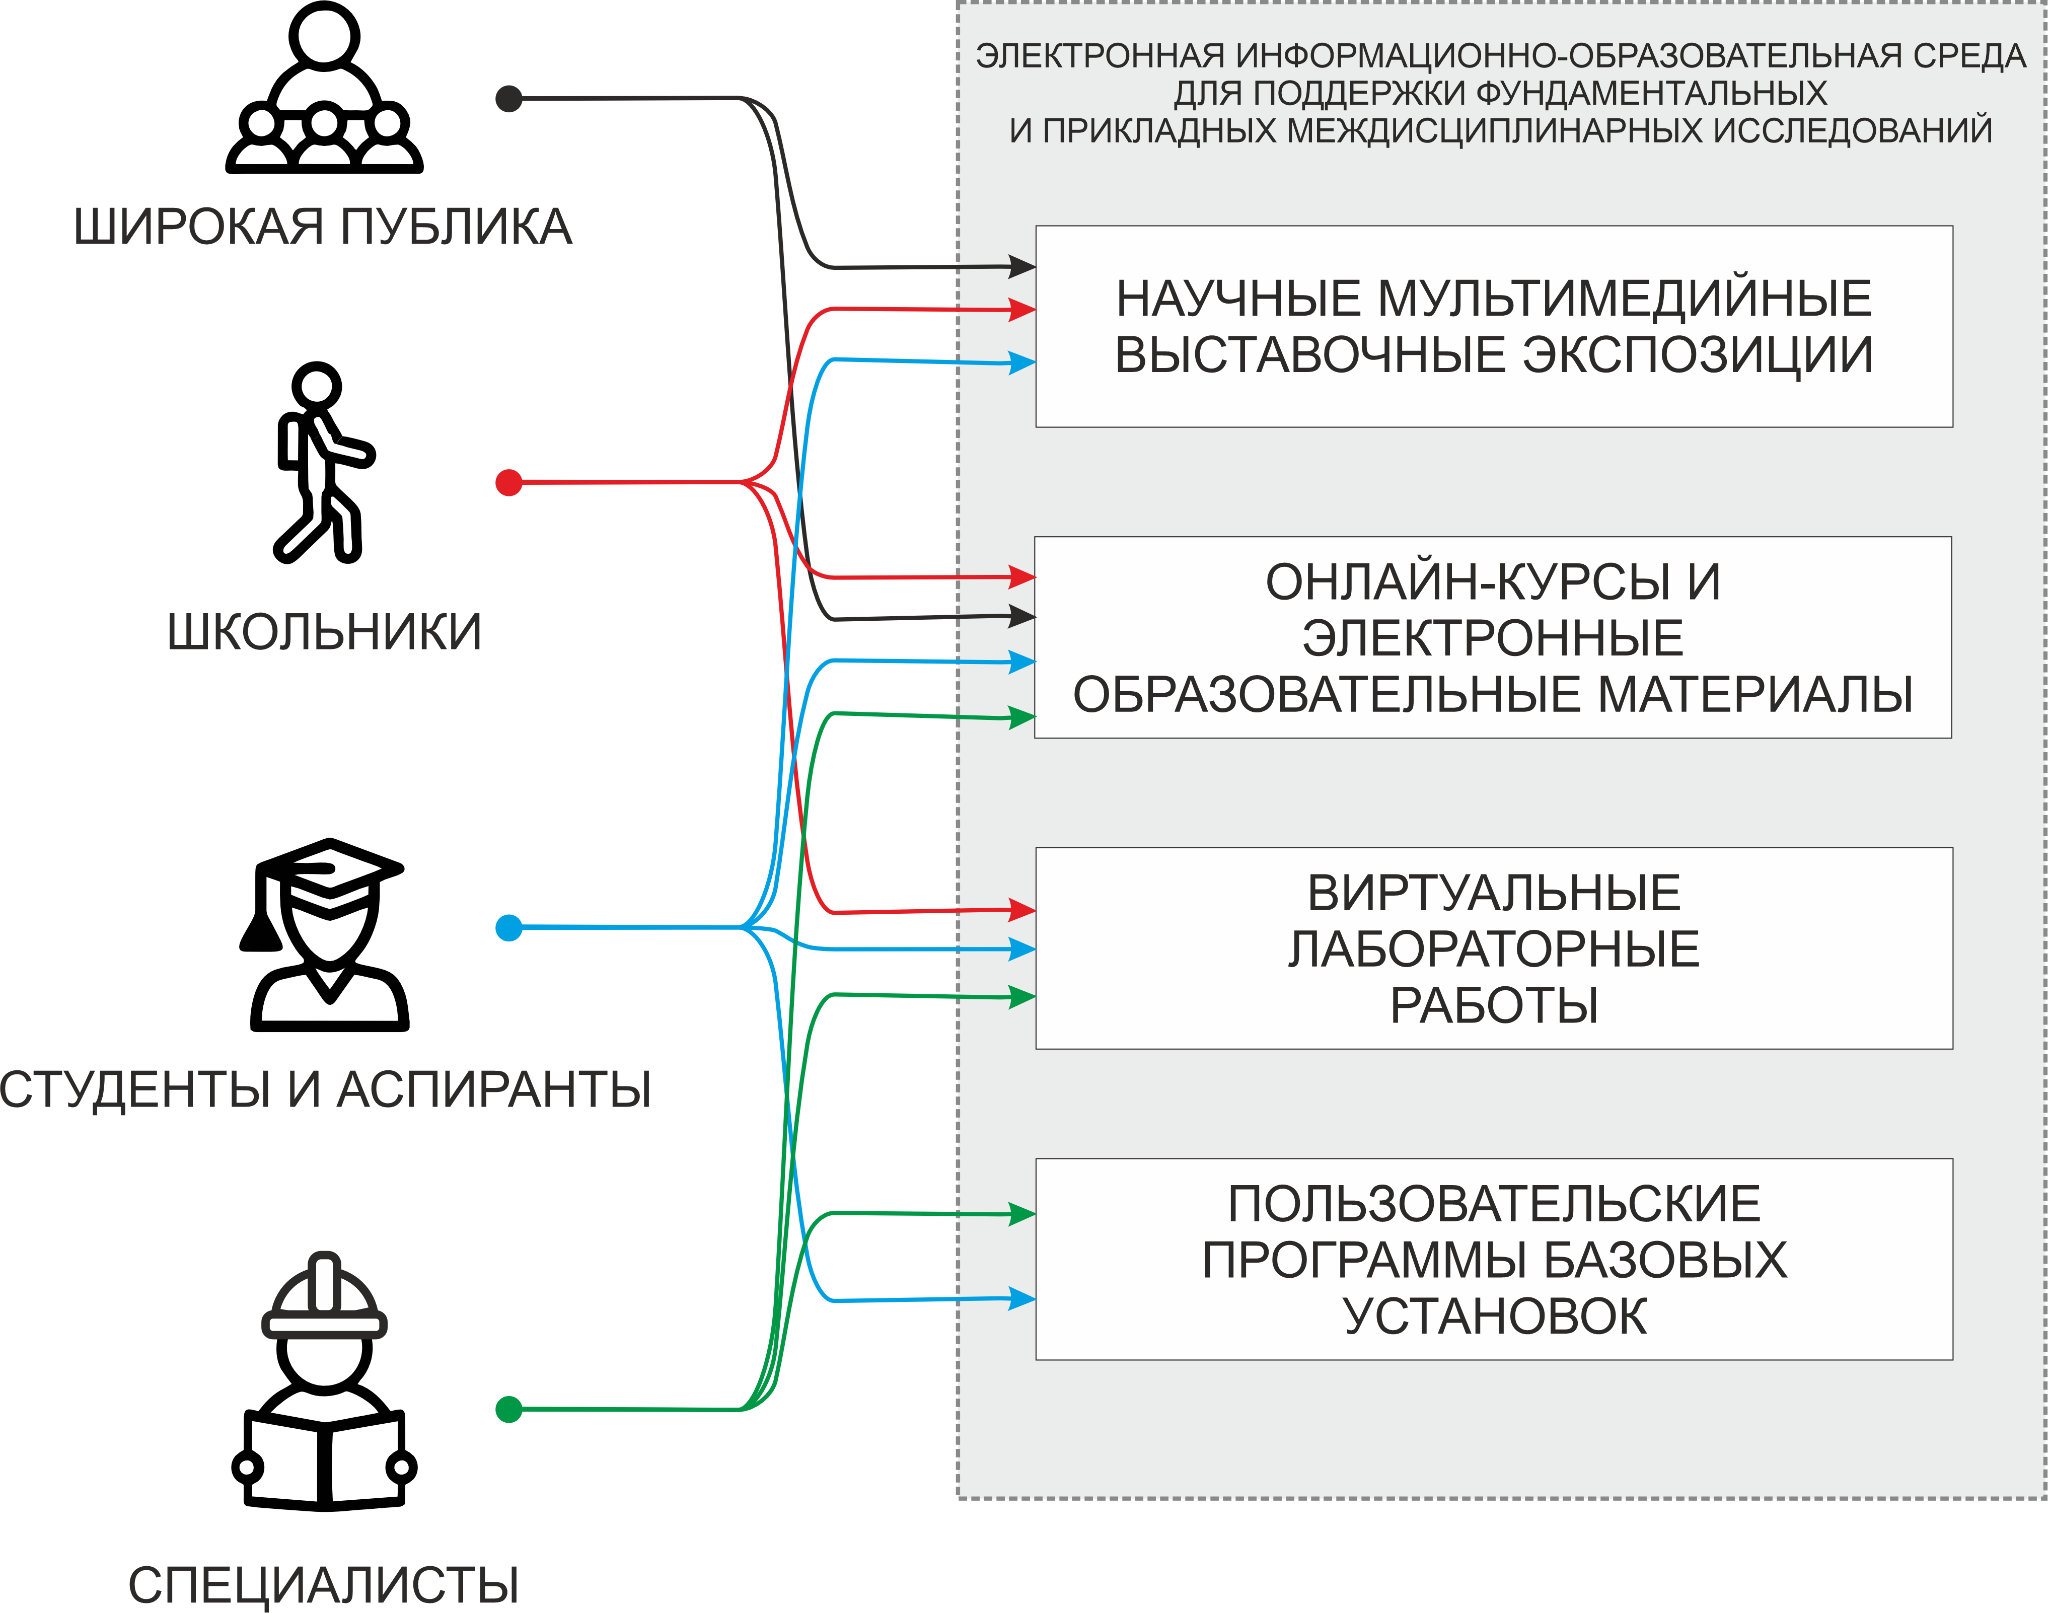 ШИРОКАЯ ПУБЛИКА
ШКОЛЬНИКИ
СТУДЕНТЫ И АСПИРАНТЫ
СПЕЦИАЛИСТЫ
ЭЛЕКТРОННАЯ ИНФОРМАЦИОННО-ОБРАЗОВАТЕЛЬНАЯ СРЕДА
ДЛЯ ПОДДЕРЖКИ ФУНДАМЕНТАЛЬНЫХ
И ПРИКЛАДНЫХ МЕЖДИСЦИПЛИНАРНЫХ ИССЛЕДОВАНИЙ
НАУЧНЫЕ МУЛЬТИМЕДИЙНЫЕ
ВЫСТАВОЧНЫЕ ЭКСПОЗИЦИИ
ОНЛАЙН-КУРСЫ И
ЭЛЕКТРОННЫЕ
ОБРАЗОВАТЕЛЬНЫЕ МАТЕРИАЛЫ
ВИРТУАЛЬНЫЕ
ЛАБОРАТОРНЫЕ
РАБОТЫ
ПОЛЬЗОВАТЕЛЬСКИЕ
ПРОГРАММЫ БАЗОВЫХ
УСТАНОВОК